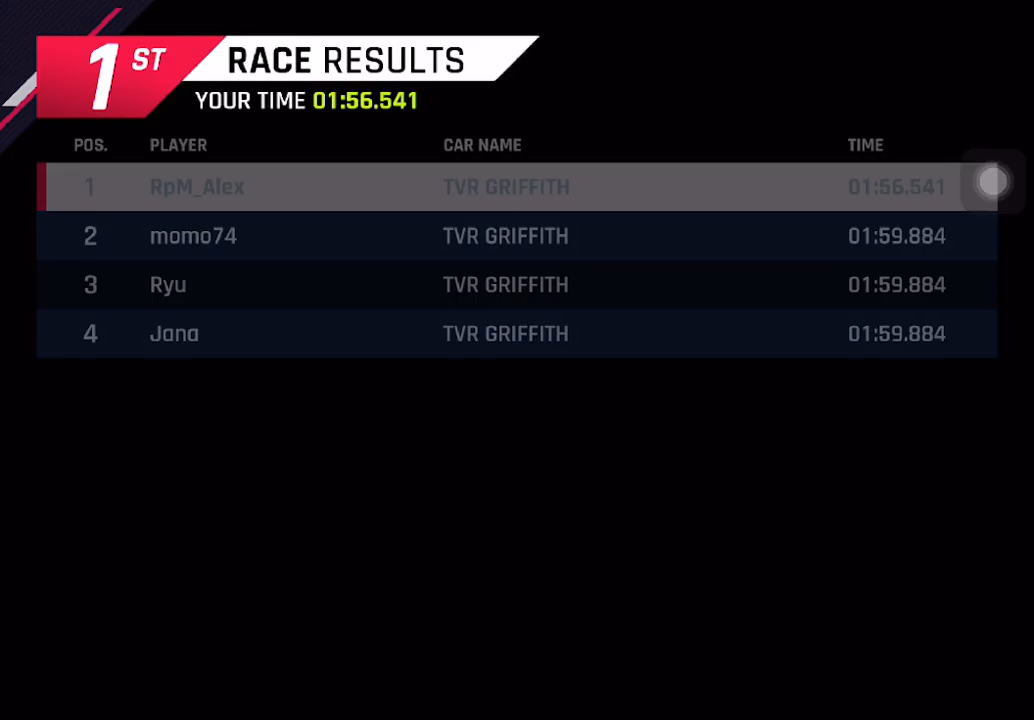 1ST
RACE RESULTS
YOUR TIME 01:56.541
POS. PLAYER CAR NAME TIME
1 RpM_Alex TVR GRIFFITH 01:56.541
2 momo74 TVR GRIFFITH 01:59.884
3 Ryu TVR GRIFFITH 01:59.884
4 Jana TVR GRIFFITH 01:59.884